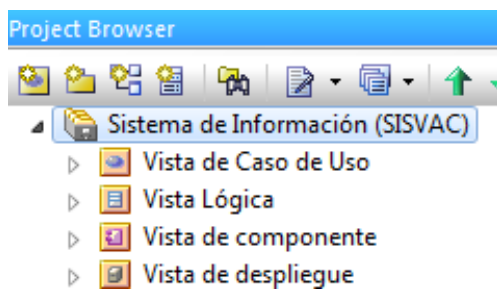 Project Browser
Sistema de Información (SISVAC)
Vista de Caso de Uso
Vista Lógica
Vista de componente
Vista de despliegue